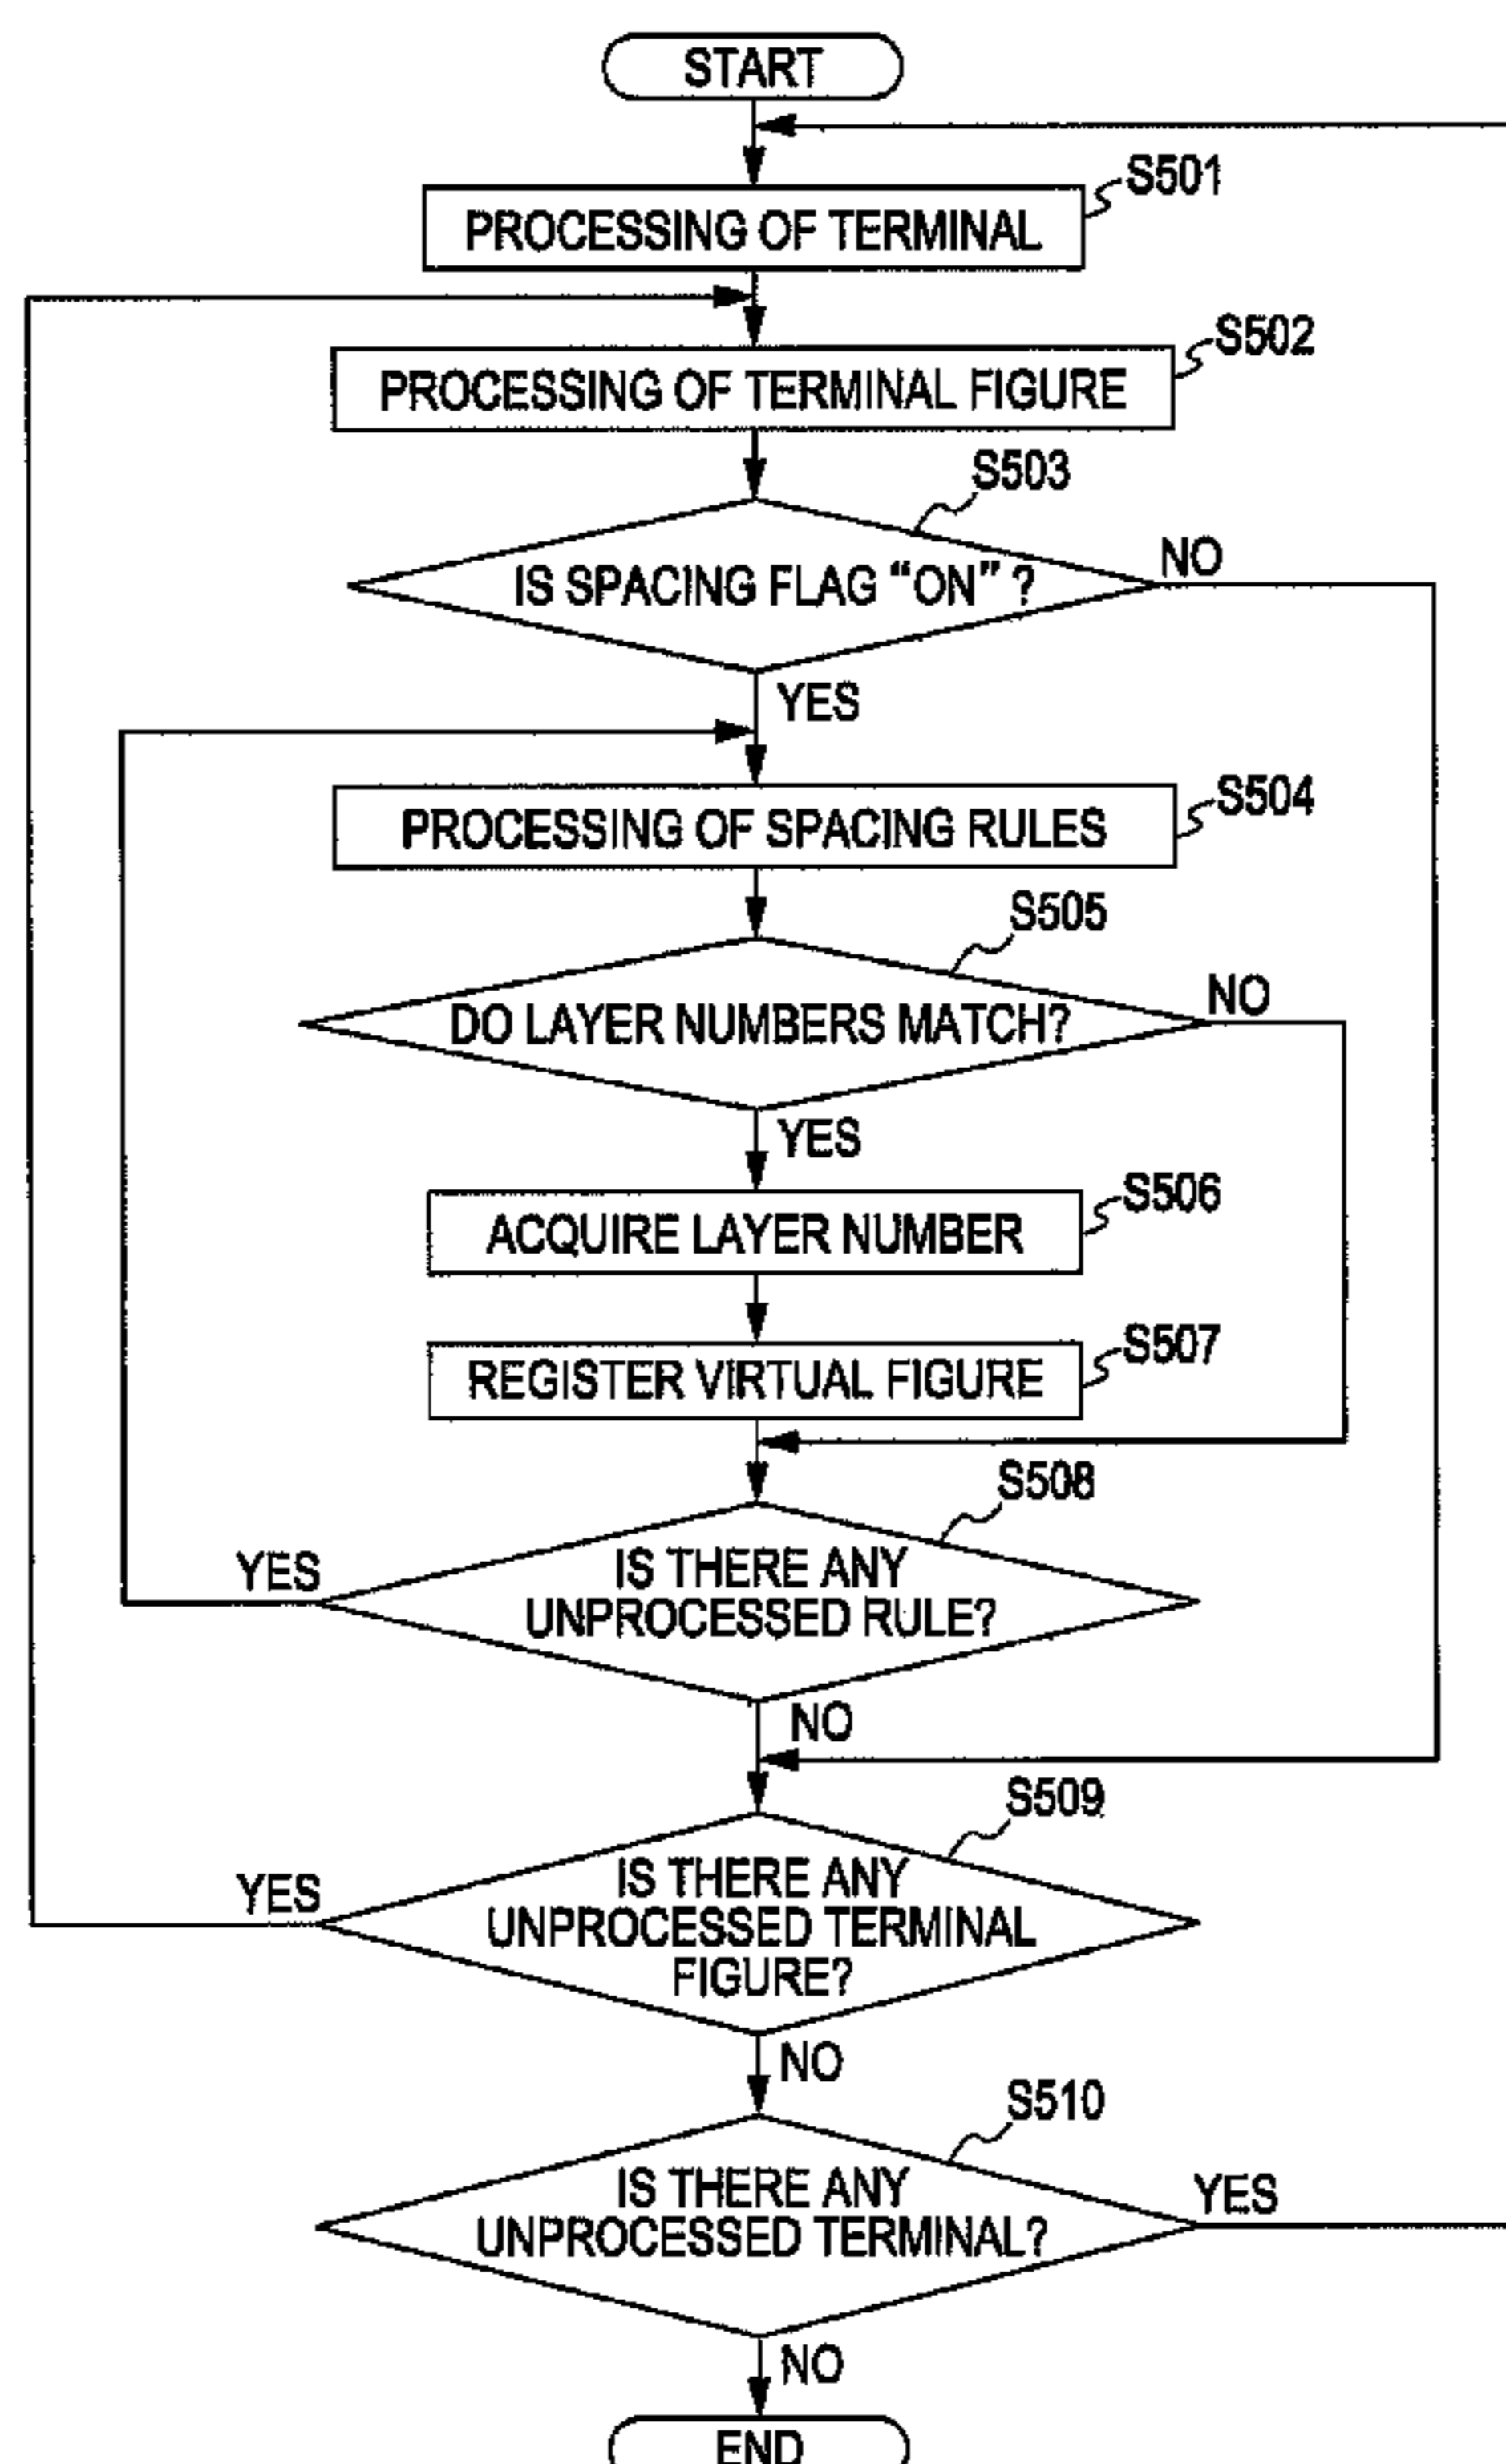 START
S501
PROCESSING OF TERMINAL
S502
PROCESSING OF TERMINAL FIGURE
S503
IS SPACING FLAG “ON” ?
NO
YES
S504
PROCESSING OF SPACING RULES
S505
DO LAYER NUMBERS MATCH?
NO
YES
S506
ACQUIRE LAYER NUMBER
S507
REGISTER VIRTUAL FIGURE
S508
YES
IS THERE ANY
UNPROCESSED RULE?
NO
S509
YES
IS THERE ANY
UNPROCESSED TERMINAL
FIGURE?
NO
S510
IS THERE ANY
UNPROCESSED TERMINAL?
YES
NO
END